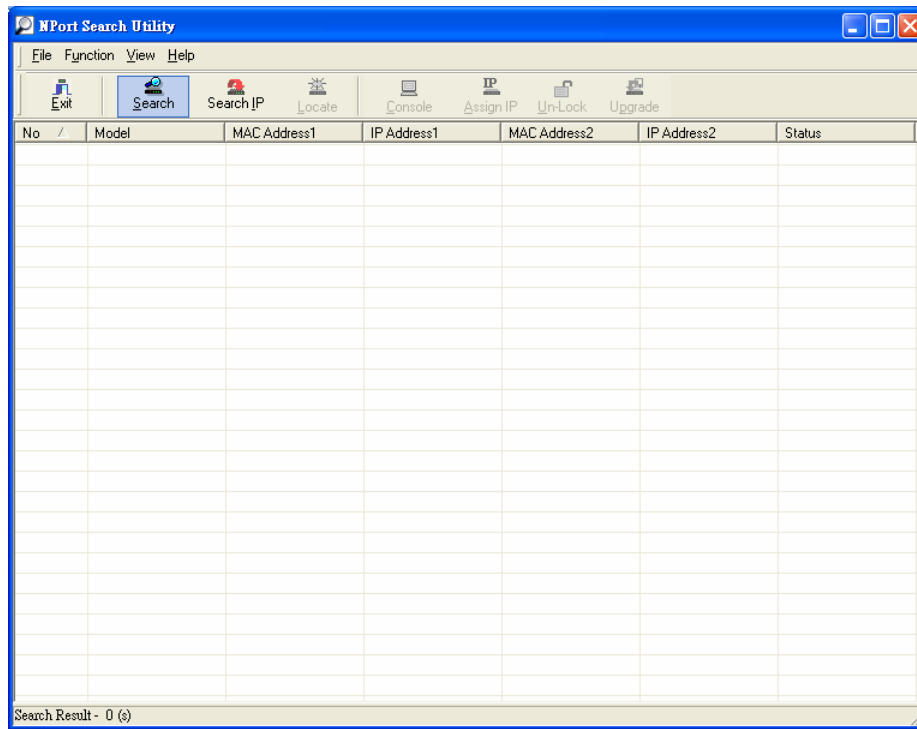 NPort Search Utility
File Function View Help
Exit Search Search IP Locate Console Assign IP Un-Lock Upgrade
No Model MAC Address1 IP Address1 MAC Address2 IP Address2 Status
Search Result - 0 (s)